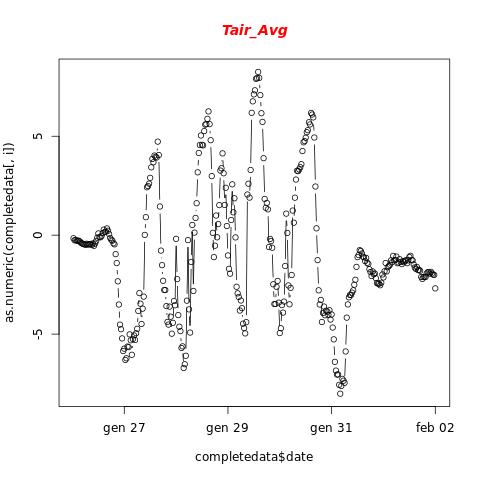 Tair_Avg
as.numeric(completedata[, i])
5
0
-5
gen 27
gen 29
gen 31
feb 02
completedata$date